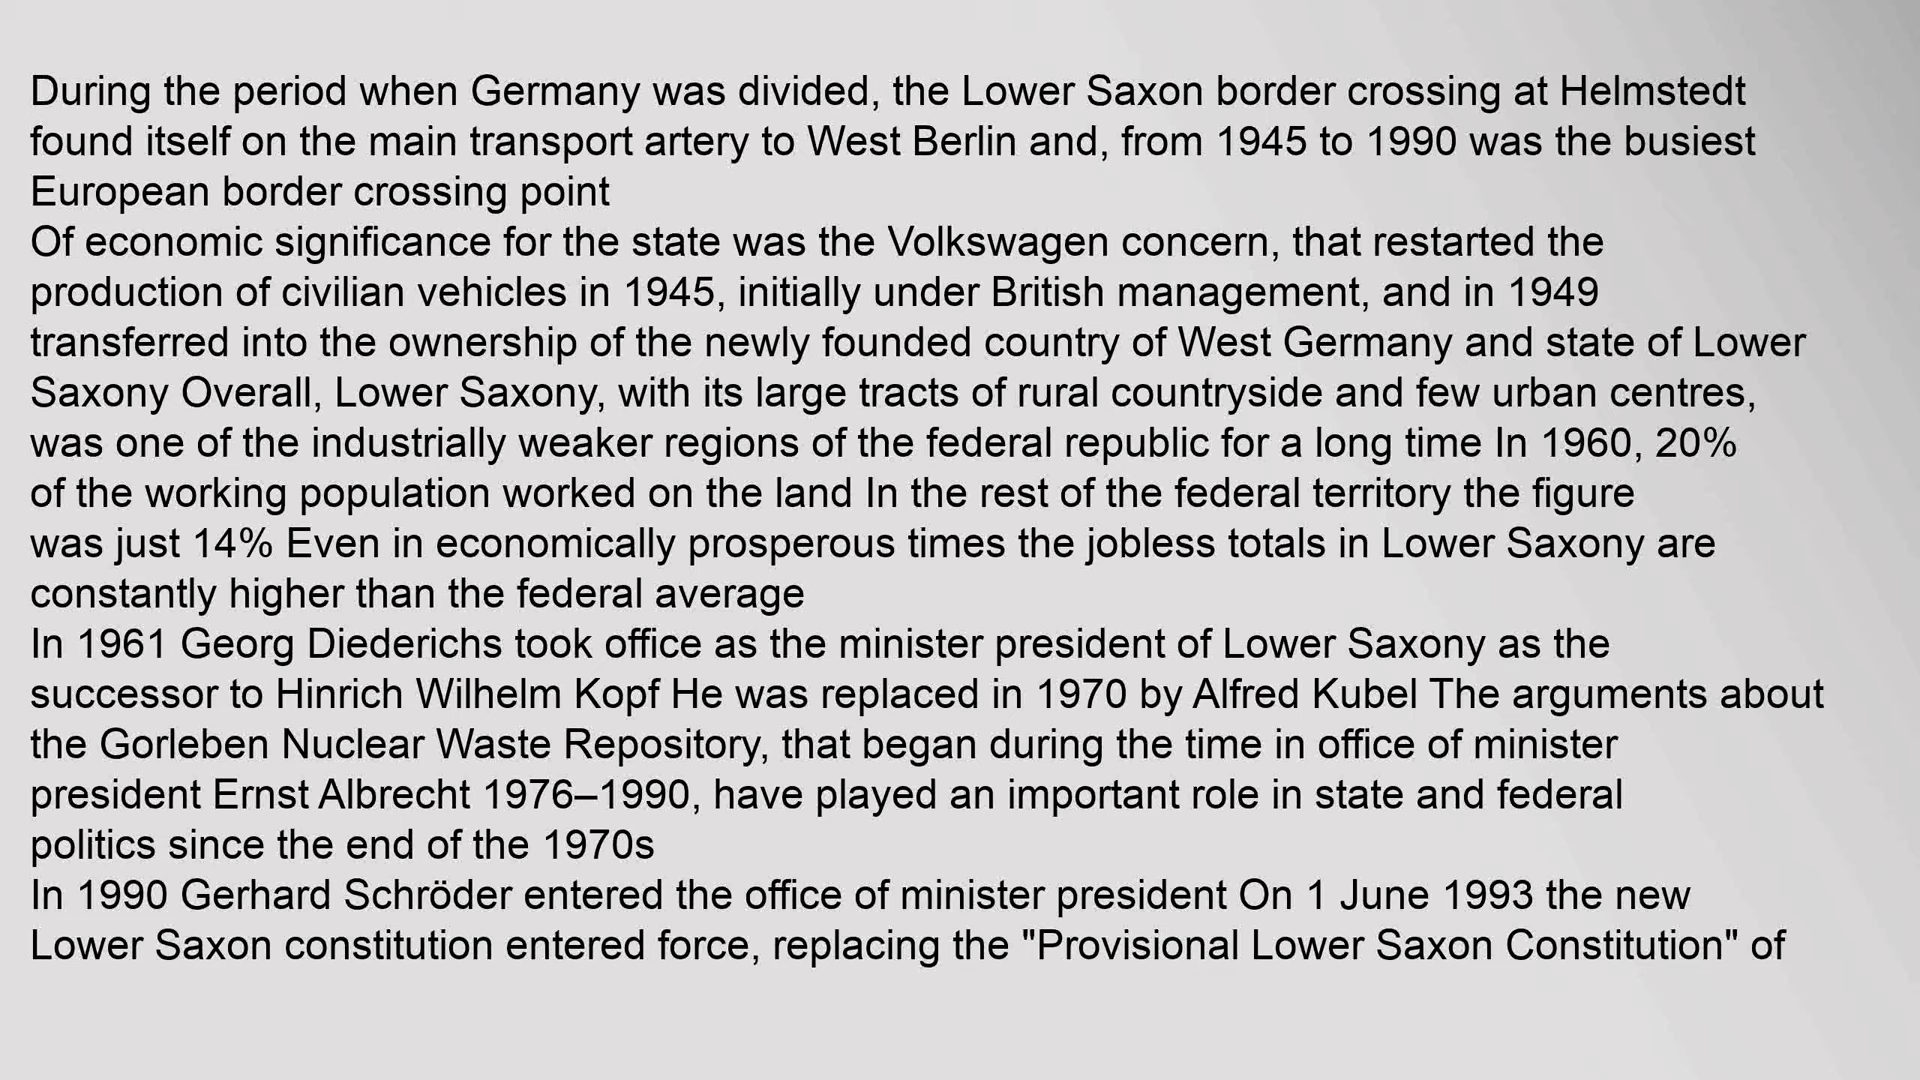 During the period when Germany was divided, the Lower Saxon border crossing at Helmstedt
found itself on the main transport artery to West Berlin and, from 1945 to 1990 was the busiest
European border crossing point
Of economic significance for the state was the Volkswagen concern, that restarted the
production of civilian vehicles in 1945, initially under British management, and in 1949
transferred into the ownership of the newly founded country of West Germany and state of Lower
Saxony Overall, Lower Saxony, with its large tracts of rural countryside and few urban centres,
was one of the industrially weaker regions of the federal republic for a long time In 1960, 20%
of the working population worked on the land In the rest of the federal territory the figure
was just 14% Even in economically prosperous times the jobless totals in Lower Saxony are
constantly higher than the federal average
In 1961 Georg Diederichs took office as the minister president of Lower Saxony as the
successor to Hinrich Wilhelm Kopf He was replaced in 1970 by Alfred Kubel The arguments about
the Gorleben Nuclear Waste Repository, that began during the time in office of minister
president Ernst Albrecht 1976–1990, have played an important role in state and federal
politics since the end of the 1970s
In 1990 Gerhard Schröder entered the office of minister president On 1 June 1993 the new
Lower Saxon constitution entered force, replacing the "Provisional Lower Saxon Constitution" of